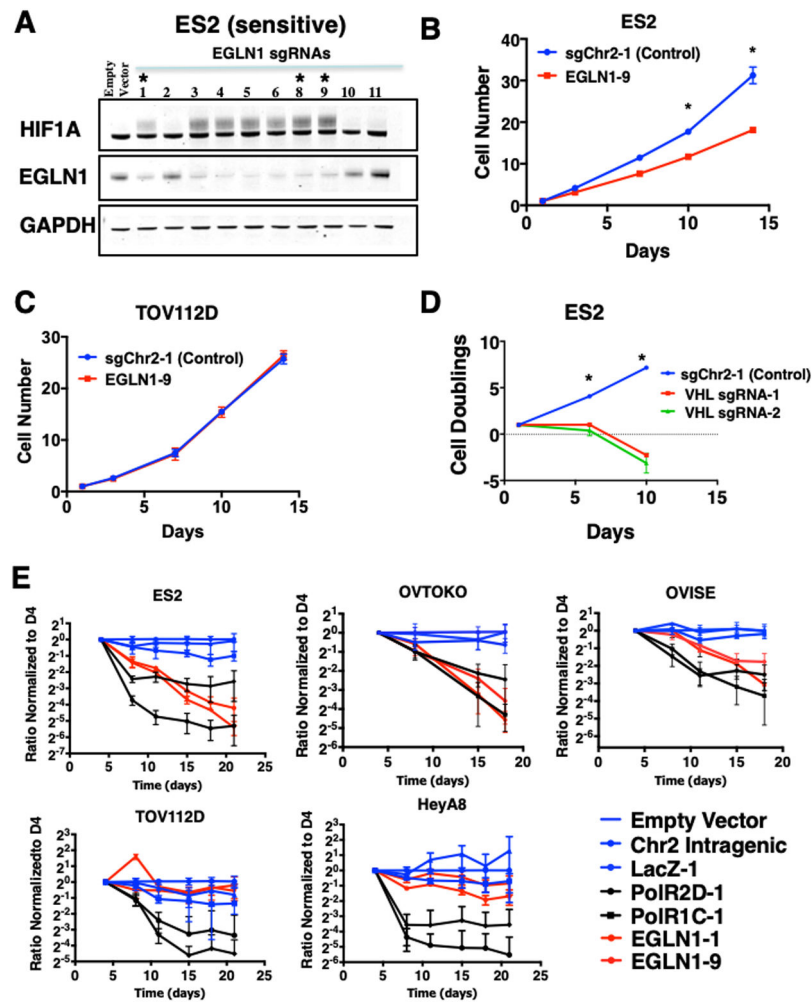 A
ES2 (sensitive)
EGLN1 sgRNAs
Empty
Vector
* * *
1 2 3 4 5 6 8 9 10 11
HIF1A
EGLN1
GAPDH
B
ES2
sgChr2-1 (Control)
EGLN1-9
* *
Cell Number
40
30
20
10
0
0 5 10 15
Days
C
TOV112D
sgChr2-1 (Control)
EGLN1-9
Cell Number
30
20
10
0
0 5 10 15
Days
D
ES2
* *
sgChr2-1 (Control)
VHL sgRNA-1
VHL sgRNA-2
Cell Doublings
10
5
0
-5
0 5 10 15
Days
E
ES2
Ratio Normalized to D4
2^1
2^0
2^-1
2^-2
2^-3
2^-4
2^-5
2^-6
2^-7
0 5 10 15 20 25
Time (days)
OVTOKO
Ratio Normalized to D4
2^1
2^0
2^-1
2^-2
2^-3
2^-4
2^-5
2^-6
0 5 10 15 20
Time (days)
OVISE
Ratio Normalized to D4
2^1
2^0
2^-1
2^-2
2^-3
2^-4
2^-5
2^-6
0 5 10 15 20
Time (days)
TOV112D
Ratio Normalizedto D4
2^3
2^2
2^1
2^0
2^-1
2^-2
2^-3
2^-4
2^-5
0 5 10 15 20 25
Time (days)
HeyA8
Ratio Normalized to D4
2^3
2^2
2^1
2^0
2^-1
2^-2
2^-3
2^-4
2^-5
2^-6
0 5 10 15 20 25
Time (days)
Empty Vector
Chr2 Intragenic
LacZ-1
PolR2D-1
PolR1C-1
EGLN1-1
EGLN1-9